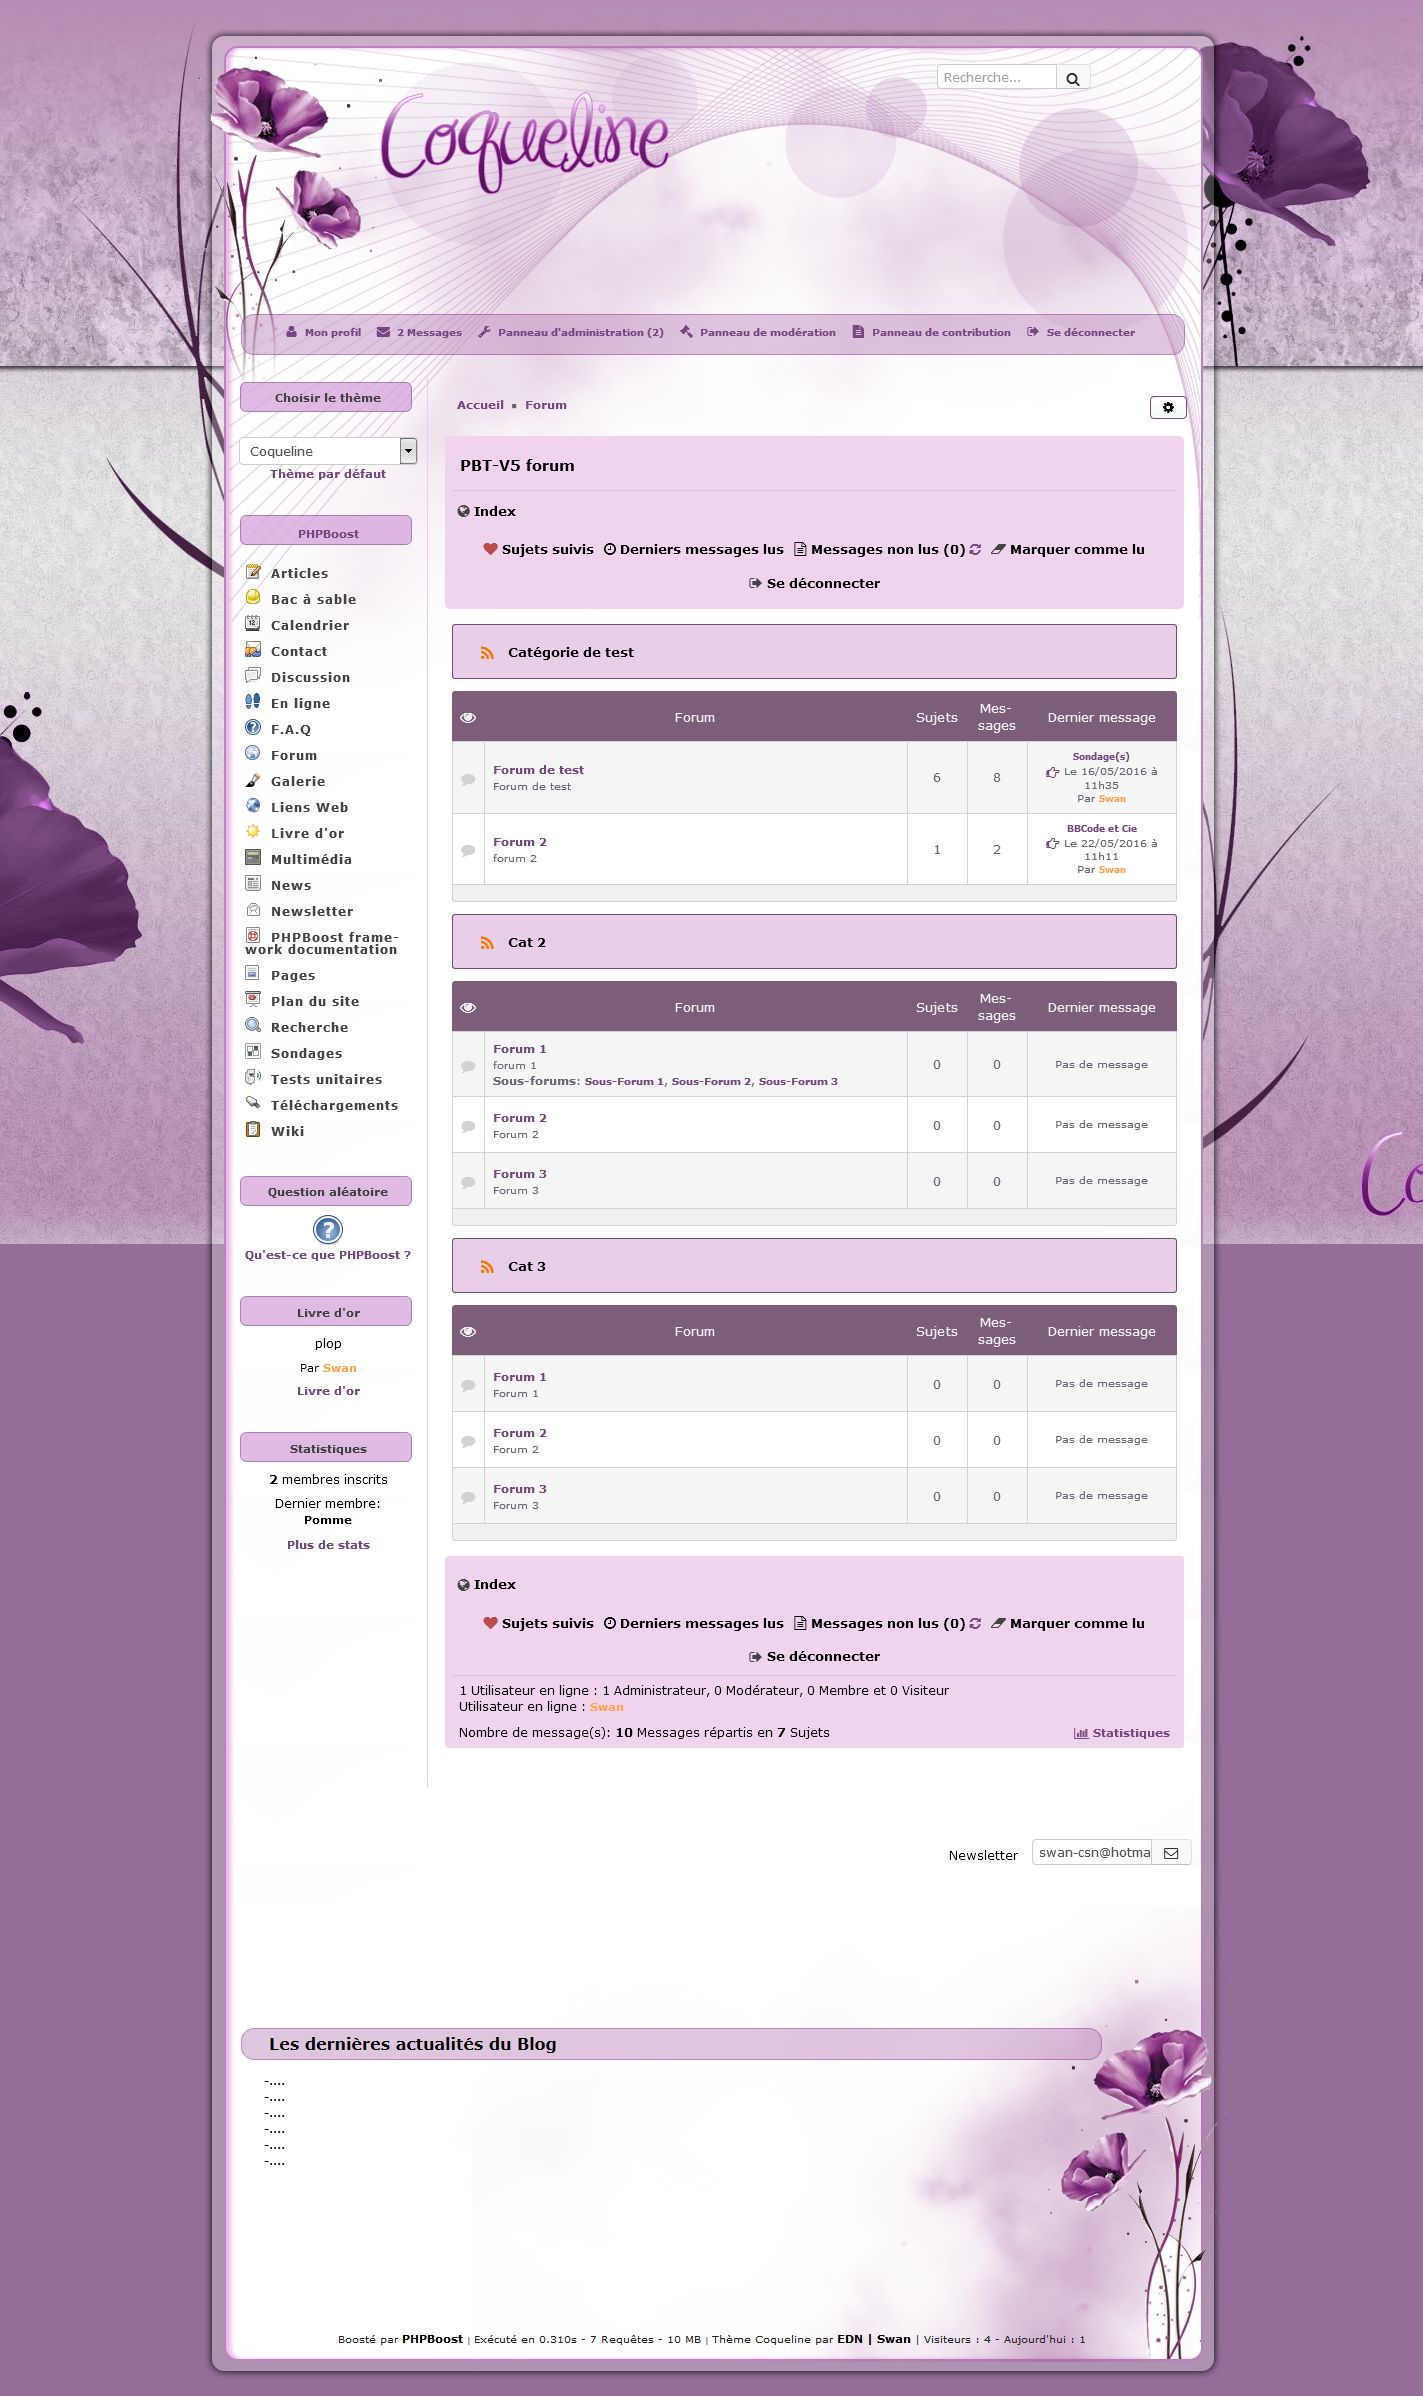 Coqueline
Recherche...
Mon profil 2 Messages Panneau d'administration (2) Panneau de modération Panneau de contribution Se déconnecter
Choisir le thème
Coqueline
Thème par défaut
PHPBoost
Articles
Bac à sable
Calendrier
Contact
Discussion
En ligne
F.A.Q
Forum
Galerie
Liens Web
Livre d'or
Multimédia
News
Newsletter
PHPBoost frame-
work documentation
Pages
Plan du site
Recherche
Sondages
Tests unitaires
Téléchargements
Wiki
Question aléatoire
Qu'est-ce que PHPBoost ?
Livre d'or
plop
Par Swan
Livre d'or
Statistiques
2 membres inscrits
Dernier membre:
Pomme
Plus de stats
Accueil Forum
PBT-V5 forum
Index
Sujets suivis Derniers messages lus Messages non lus (0) Marquer comme lu
Se déconnecter
Catégorie de test
Forum Sujets Mes-
sages Dernier message
Forum de test
Forum de test
6 8
Sondage(s)
Le 16/05/2016 à
11h35
Par Swan
Forum 2
forum 2
1 2
BBCode et Cie
Le 22/05/2016 à
11h11
Par Swan
Cat 2
Forum Sujets Mes-
sages Dernier message
Forum 1
forum 1
Sous-forums: Sous-Forum 1, Sous-Forum 2, Sous-Forum 3
0 0 Pas de message
Forum 2
Forum 2
0 0 Pas de message
Forum 3
Forum 3
0 0 Pas de message
Cat 3
Forum Sujets Mes-
sages Dernier message
Forum 1
Forum 1
0 0 Pas de message
Forum 2
Forum 2
0 0 Pas de message
Forum 3
Forum 3
0 0 Pas de message
Index
Sujets suivis Derniers messages lus Messages non lus (0) Marquer comme lu
Se déconnecter
1 Utilisateur en ligne : 1 Administrateur, 0 Modérateur, 0 Membre et 0 Visiteur
Utilisateur en ligne : Swan
Nombre de message(s): 10 Messages répartis en 7 Sujets Statistiques
Co
Newsletter swan-csn@hotma
Les dernières actualités du Blog
-....
-....
-....
-....
-....
-....
Boosté par PHPBoost | Exécuté en 0.310s - 7 Requêtes - 10 MB | Thème Coqueline par EDN | Swan | Visiteurs : 4 - Aujourd'hui : 1